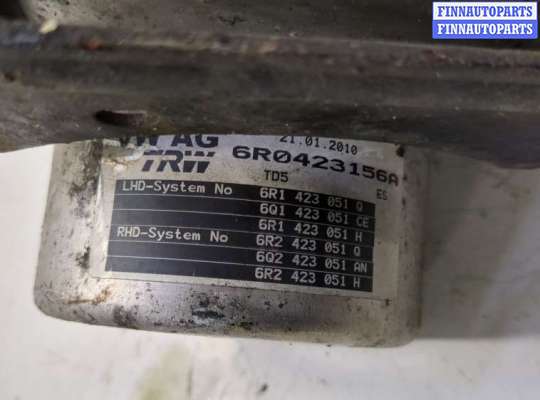 FINNAUTOPARTS
FINNAUTOPARTS
VW AG 21.01.2010
TRW 6R0423156A
TD5 ES
LHD-System No 6R1 423 051 Q
6Q1 423 051 CE
6R1 423 051 H
RHD-System No 6R2 423 051 Q
6Q2 423 051 AN
6R2 423 051 H